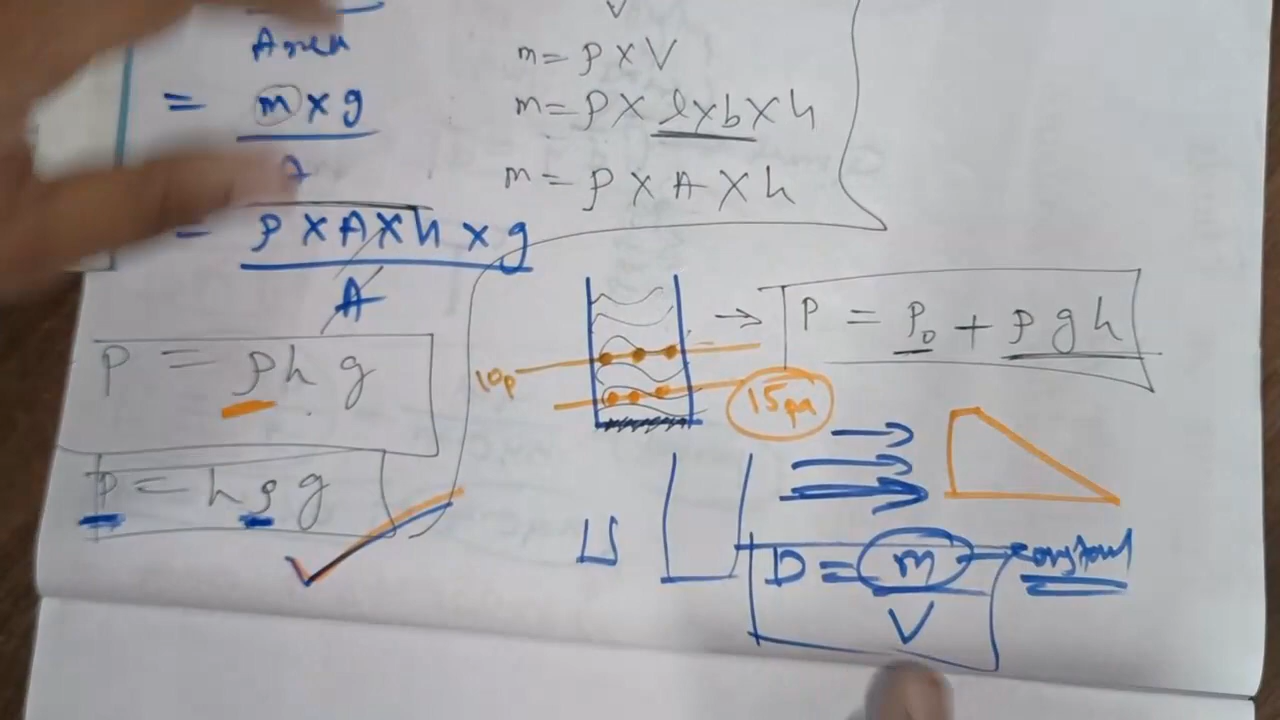 Area
= m x g
A
= ρ x A x h x g
A
P = ρ h g
P = h ρ g
V
m = ρ x V
m = ρ x l x b x h
m = ρ x A x h
→ P = P₀ + ρ g h
10p
15pa
D = m
V
constant